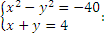 x² − y² = −40
x + y = 4
.